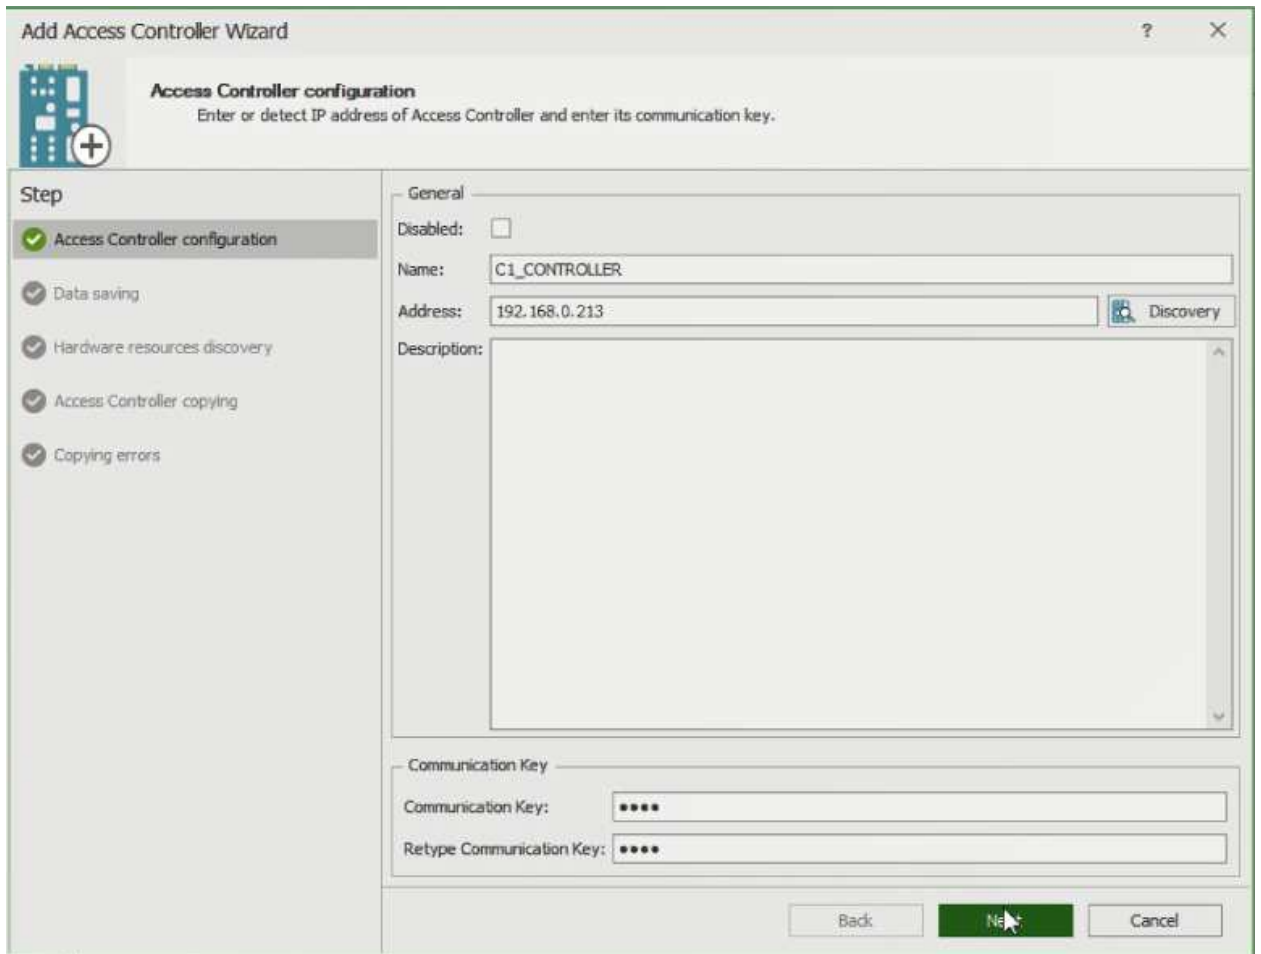 Add Access Controller Wizard
?
Access Controller configuration
Enter or detect IP address of Access Controller and enter its communication key.
Step
Access Controller configuration
Data saving
Hardware resources discovery
Access Controller copying
Copying errors
General
Disabled:
Name: C1_CONTROLLER
Address: 192.168.0.213 Discovery
Description:
Communication Key
Communication Key: ••••
Retype Communication Key: ••••
Back Next Cancel